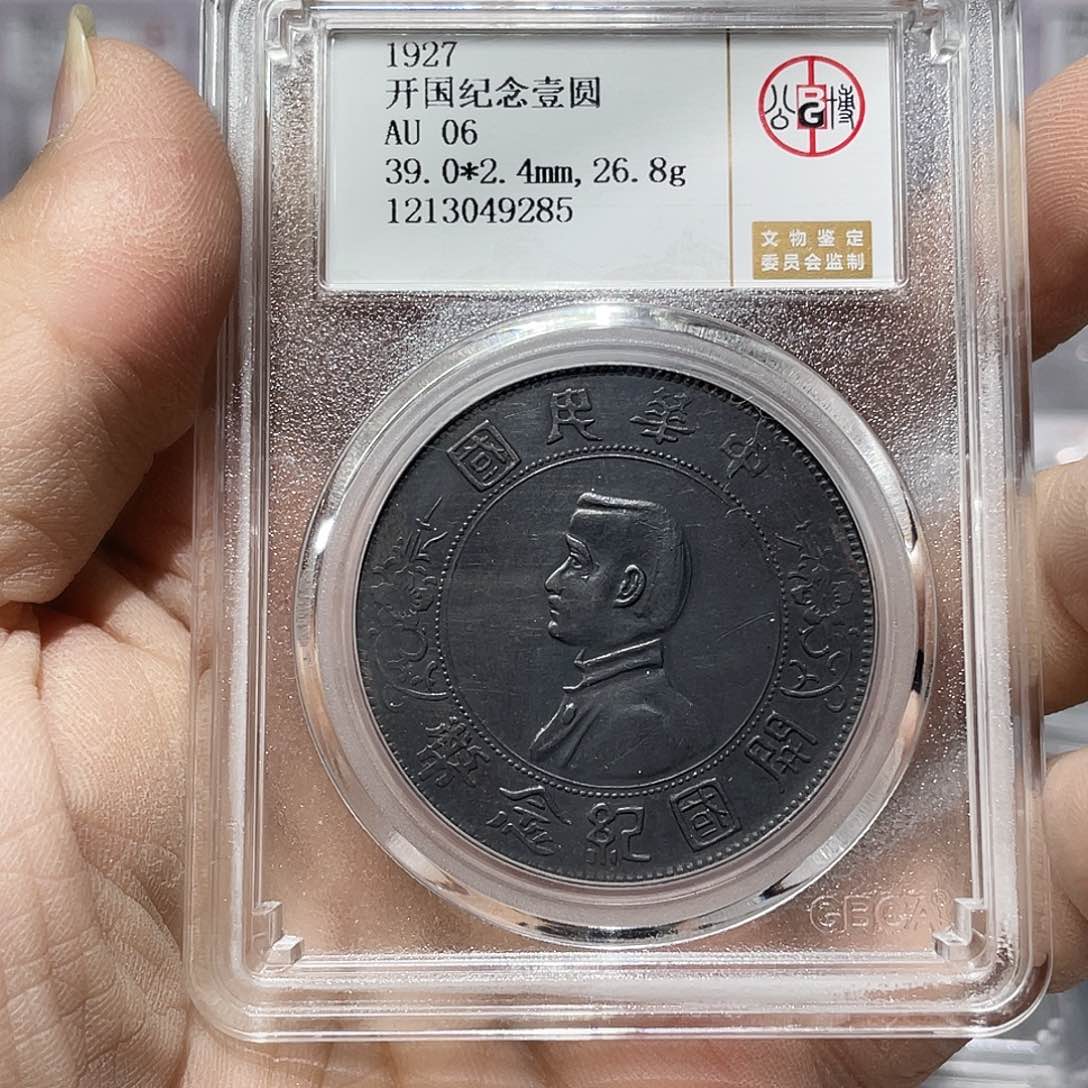 1927
开国纪念壹圆
AU 06
39.0*2.4mm, 26.8g
1213049285
公 BG 博
文物鉴定
委员会监制
中華民國
開國紀念幣
GBCA